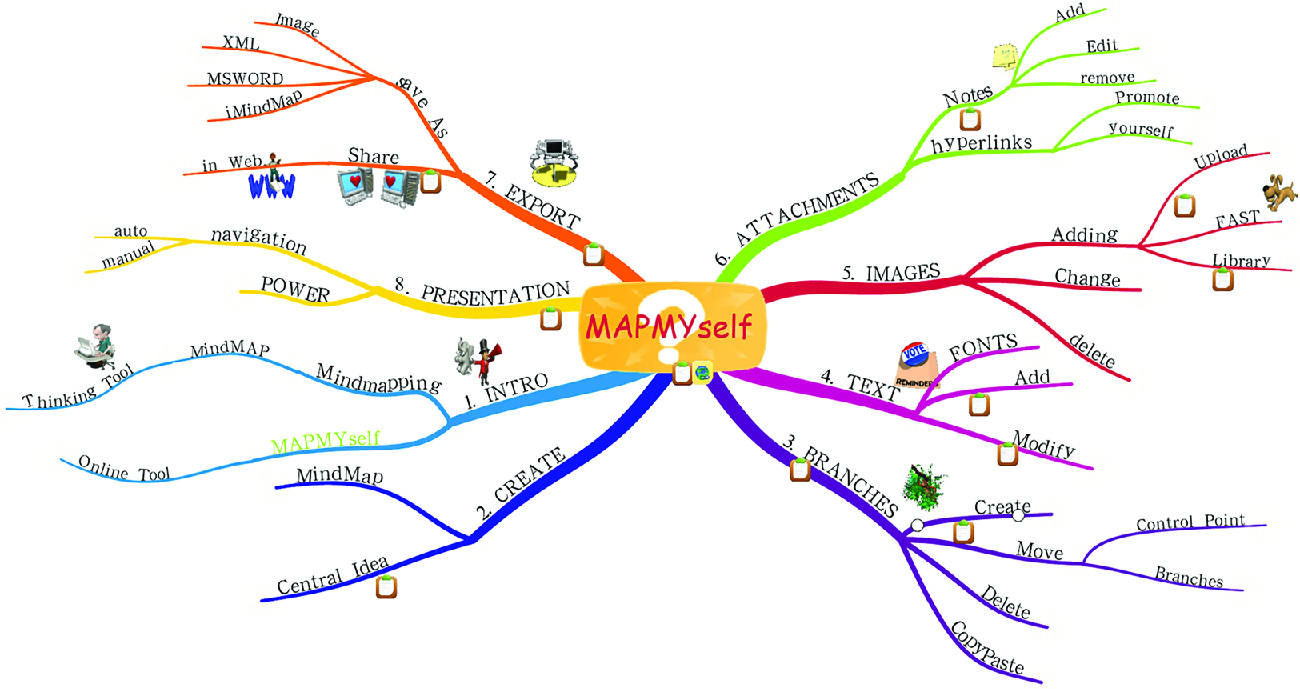 MAPMYself
1. INTRO
Mindmapping
MindMAP
Thinking Tool
MAPMYself
Online Tool
2. CREATE
MindMap
Central Idea
3. BRANCHES
Create
Move
Control Point
Branches
Delete
CopyPaste
4. TEXT
FONTS
Add
Modify
VOTE
REMINDER
5. IMAGES
Adding
Upload
FAST
Library
Change
delete
6. ATTACHMENTS
Notes
Add
Edit
remove
hyperlinks
Promote
yourself
7. EXPORT
save As
Image
XML
MSWORD
iMindMap
Share
in Web
WWW
8. PRESENTATION
navigation
auto
manual
POWER